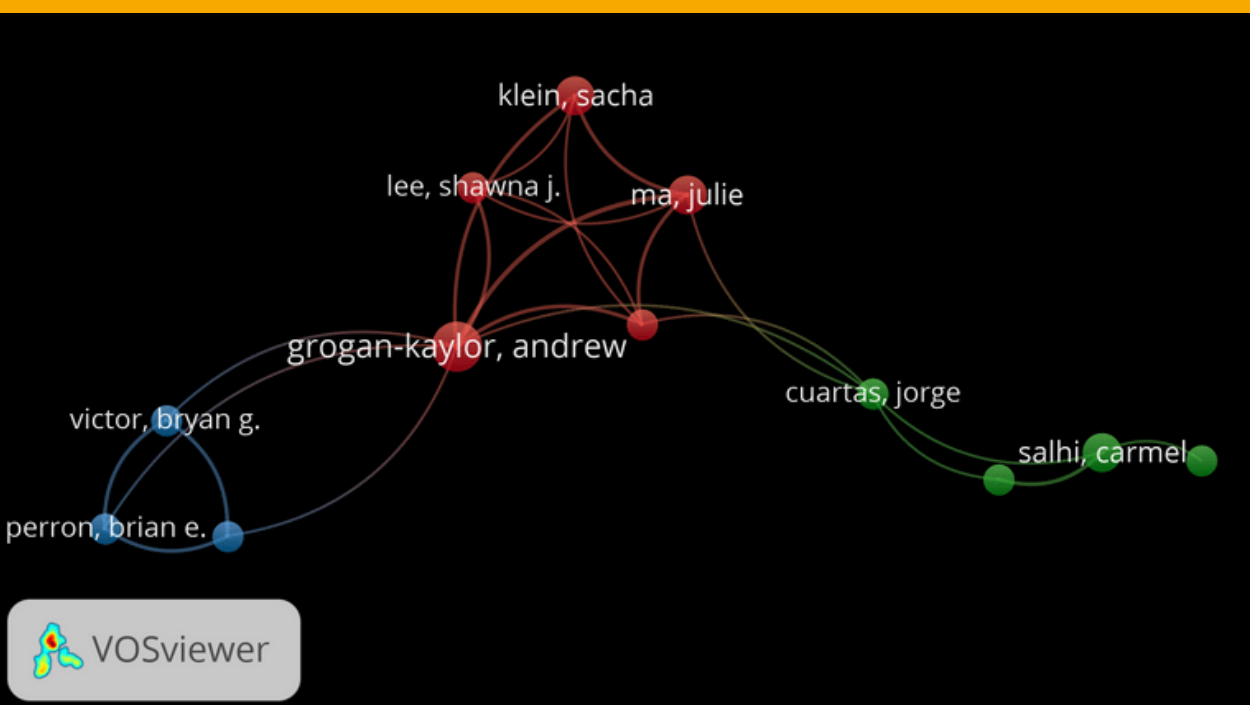 klein, sacha
lee, shawna j.
ma, julie
grogan-kaylor, andrew
cuartas, jorge
victor, bryan g.
salhi, carmel
perron, brian e.
VOSviewer